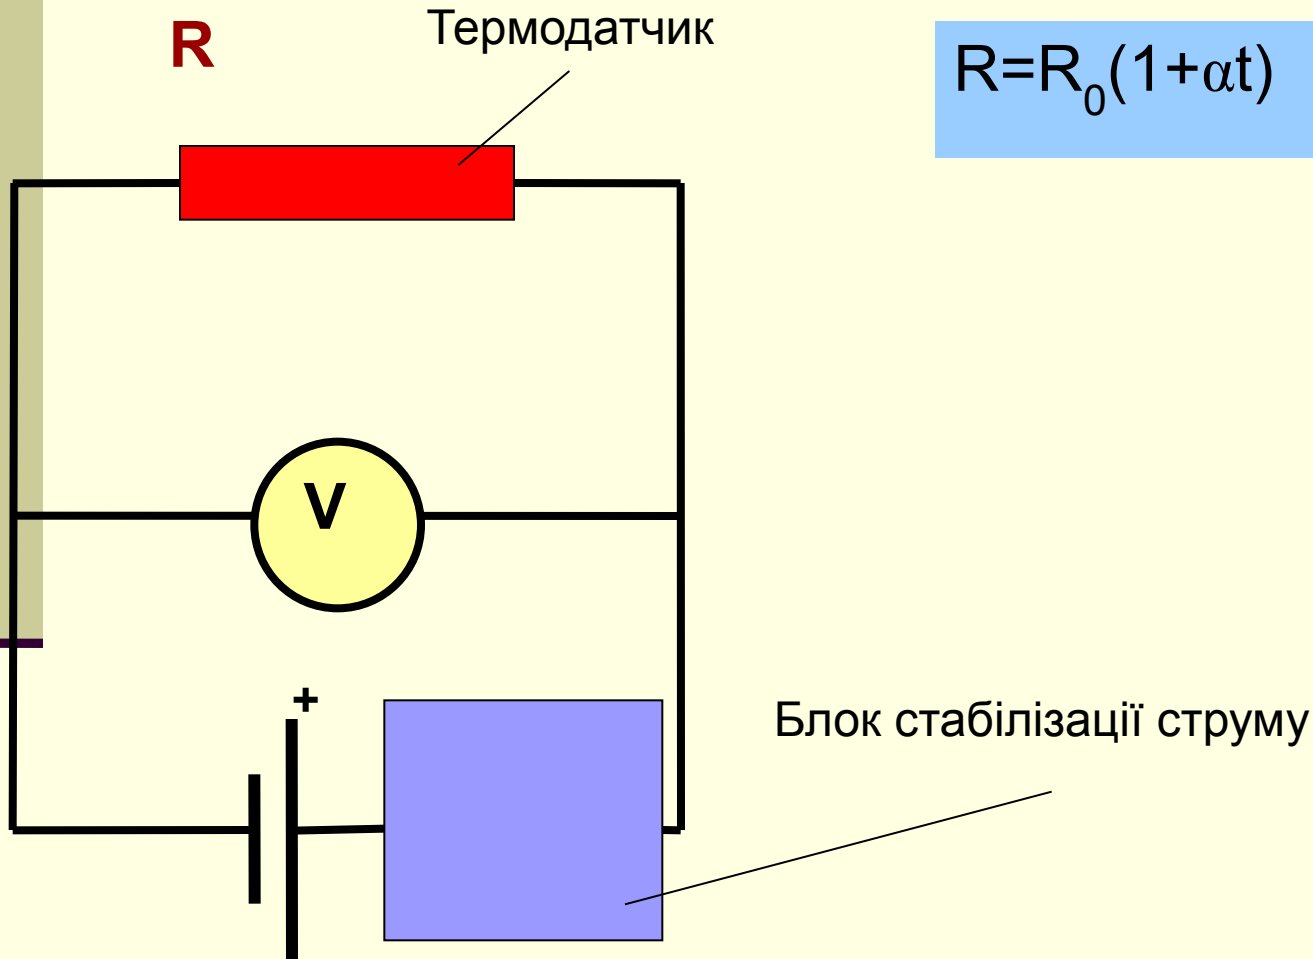 R
Термодатчик
R=R₀(1+αt)
V
+
Блок стабілізації струму